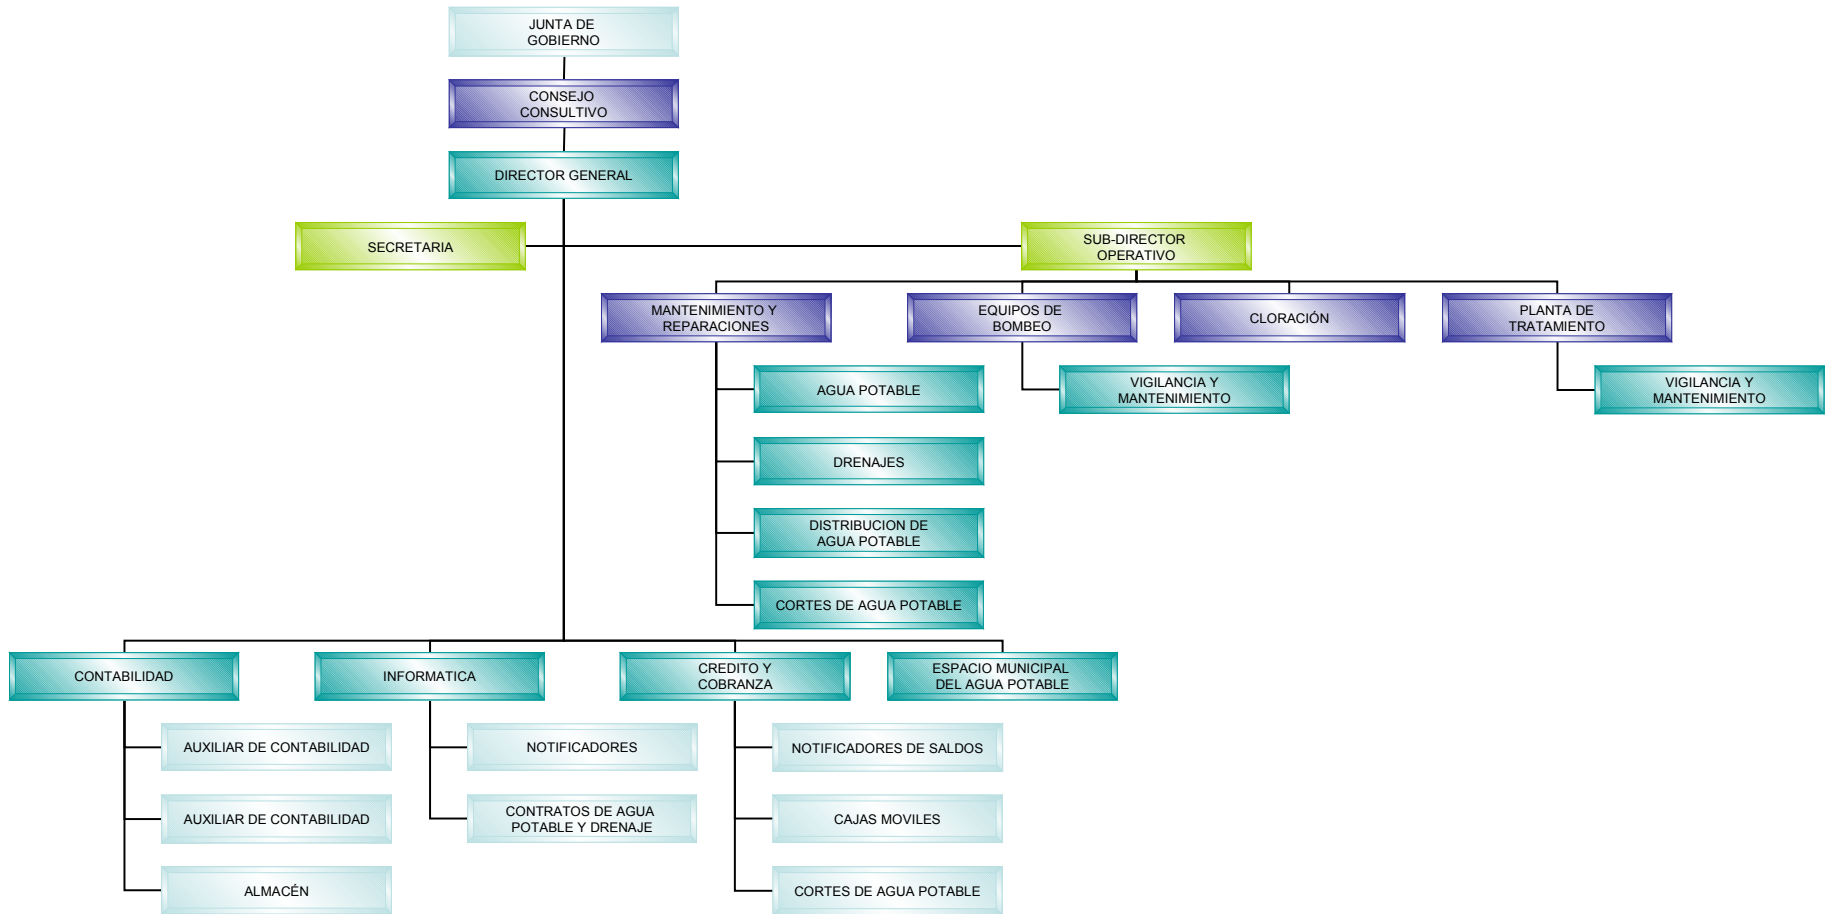 JUNTA DE
GOBIERNO
CONSEJO
CONSULTIVO
DIRECTOR GENERAL
SECRETARIA
SUB-DIRECTOR
OPERATIVO
MANTENIMIENTO Y
REPARACIONES
EQUIPOS DE
BOMBEO
CLORACIÓN
PLANTA DE
TRATAMIENTO
AGUA POTABLE
VIGILANCIA Y
MANTENIMIENTO
VIGILANCIA Y
MANTENIMIENTO
DRENAJES
DISTRIBUCION DE
AGUA POTABLE
CORTES DE AGUA POTABLE
CONTABILIDAD
INFORMATICA
CREDITO Y
COBRANZA
ESPACIO MUNICIPAL
DEL AGUA POTABLE
AUXILIAR DE CONTABILIDAD
NOTIFICADORES
NOTIFICADORES DE SALDOS
AUXILIAR DE CONTABILIDAD
CONTRATOS DE AGUA
POTABLE Y DRENAJE
CAJAS MOVILES
ALMACÉN
CORTES DE AGUA POTABLE